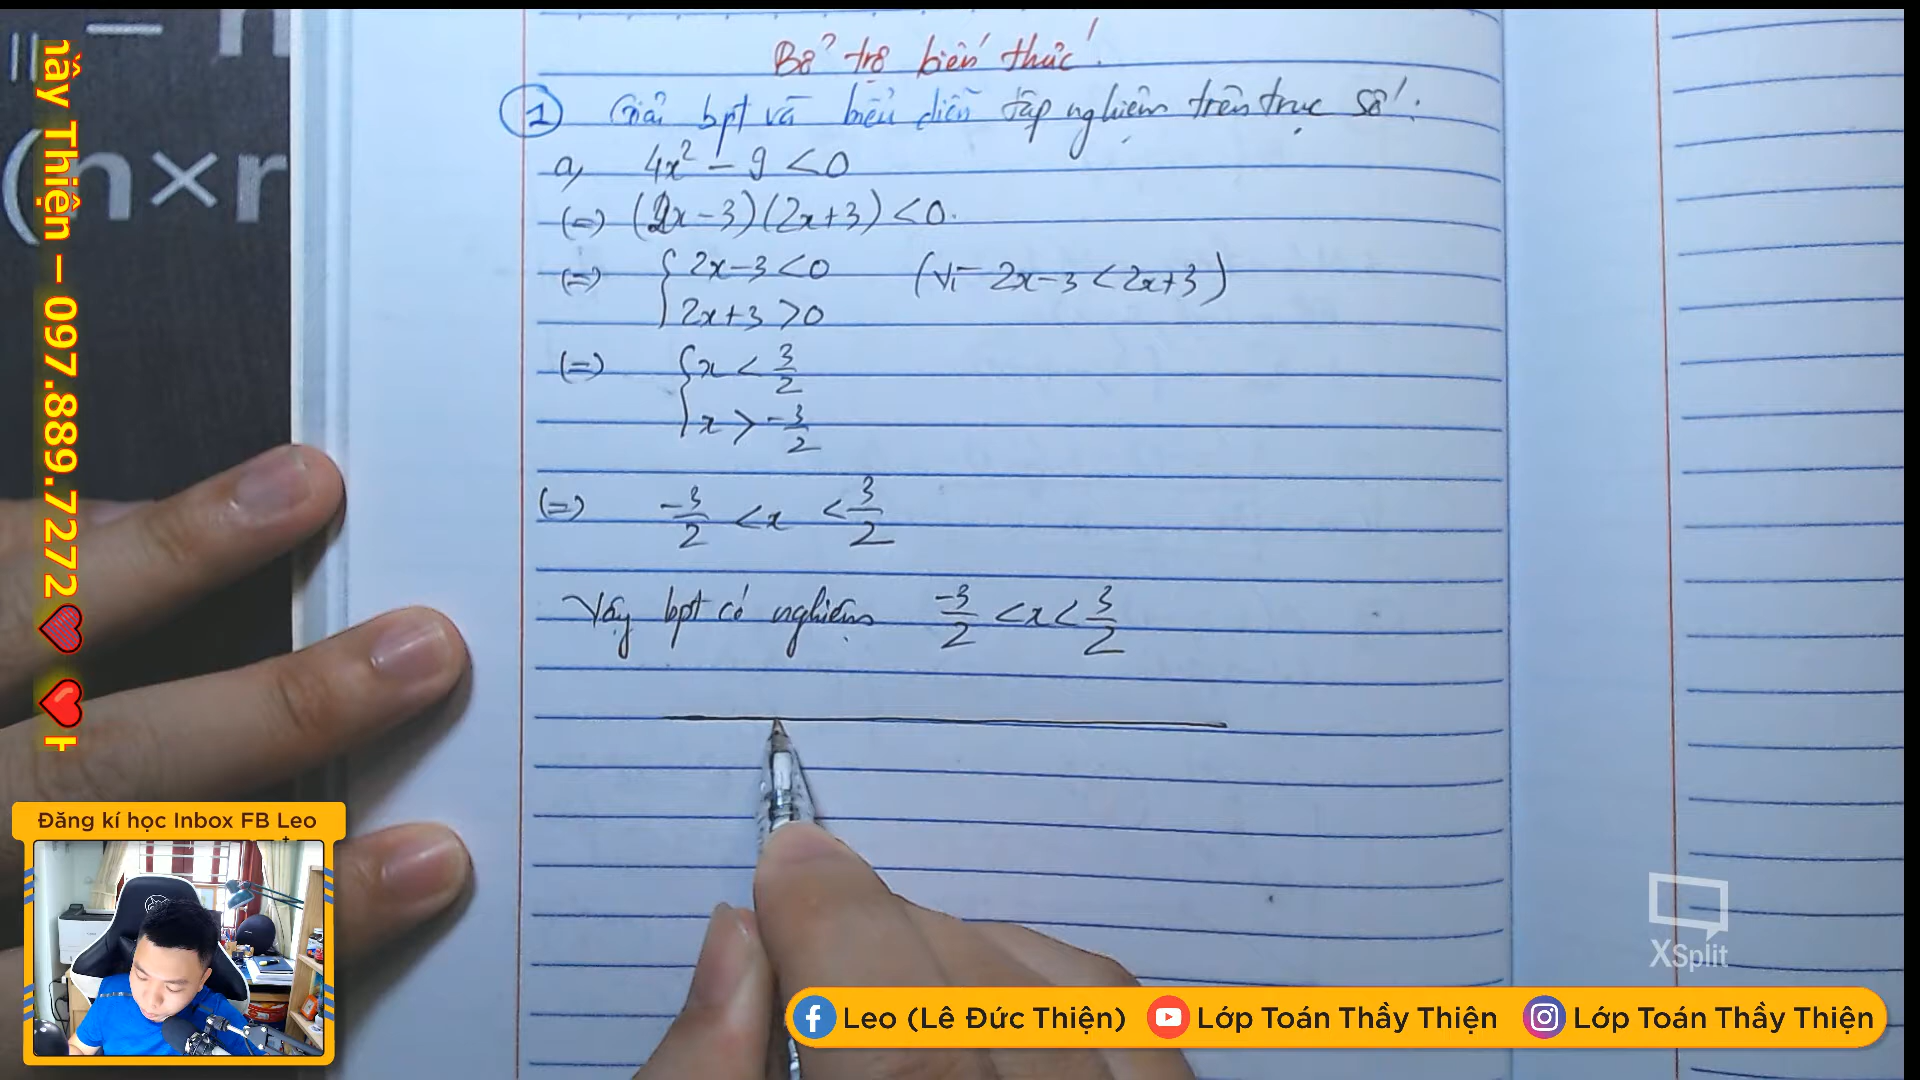 Bổ trợ kiến thức!
1 Giải bpt và biểu diễn tập nghiệm trên trục số:
a, 4x² - 9 < 0
(=) (2x - 3)(2x + 3) < 0.
(=) { 2x - 3 < 0 (Vì 2x - 3 < 2x + 3)
2x + 3 > 0
(=) { x < 3/2
x > -3/2
(=) -3/2 < x < 3/2
Vậy bpt có nghiệm -3/2 < x < 3/2
Thầy Thiện – 097.889.7272
(n×r
Đăng kí học Inbox FB Leo
XSplit
Leo (Lê Đức Thiện) Lớp Toán Thầy Thiện Lớp Toán Thầy Thiện